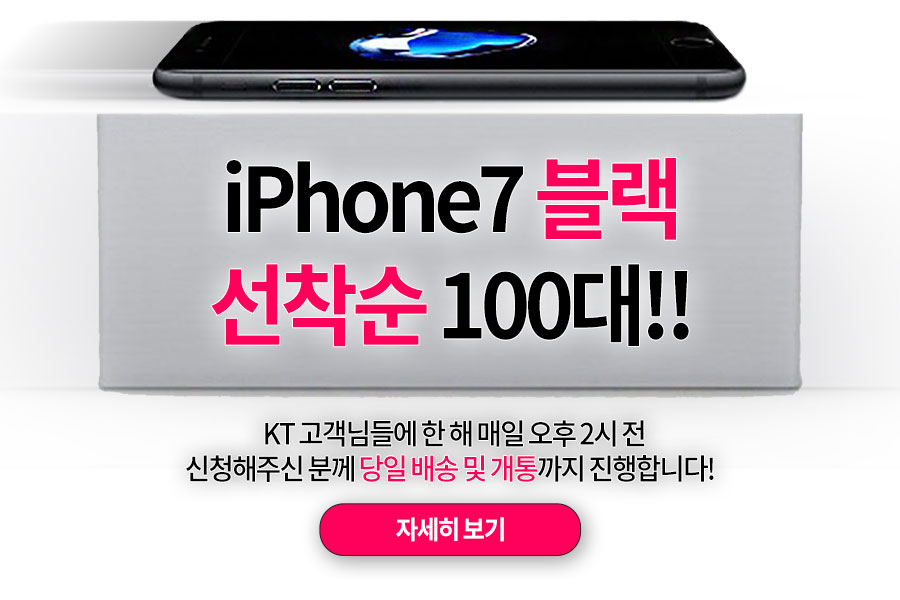 iPhone7 블랙
선착순 100대!!
KT 고객님들에 한 해 매일 오후 2시 전
신청해주신 분께 당일 배송 및 개통까지 진행합니다!
자세히 보기